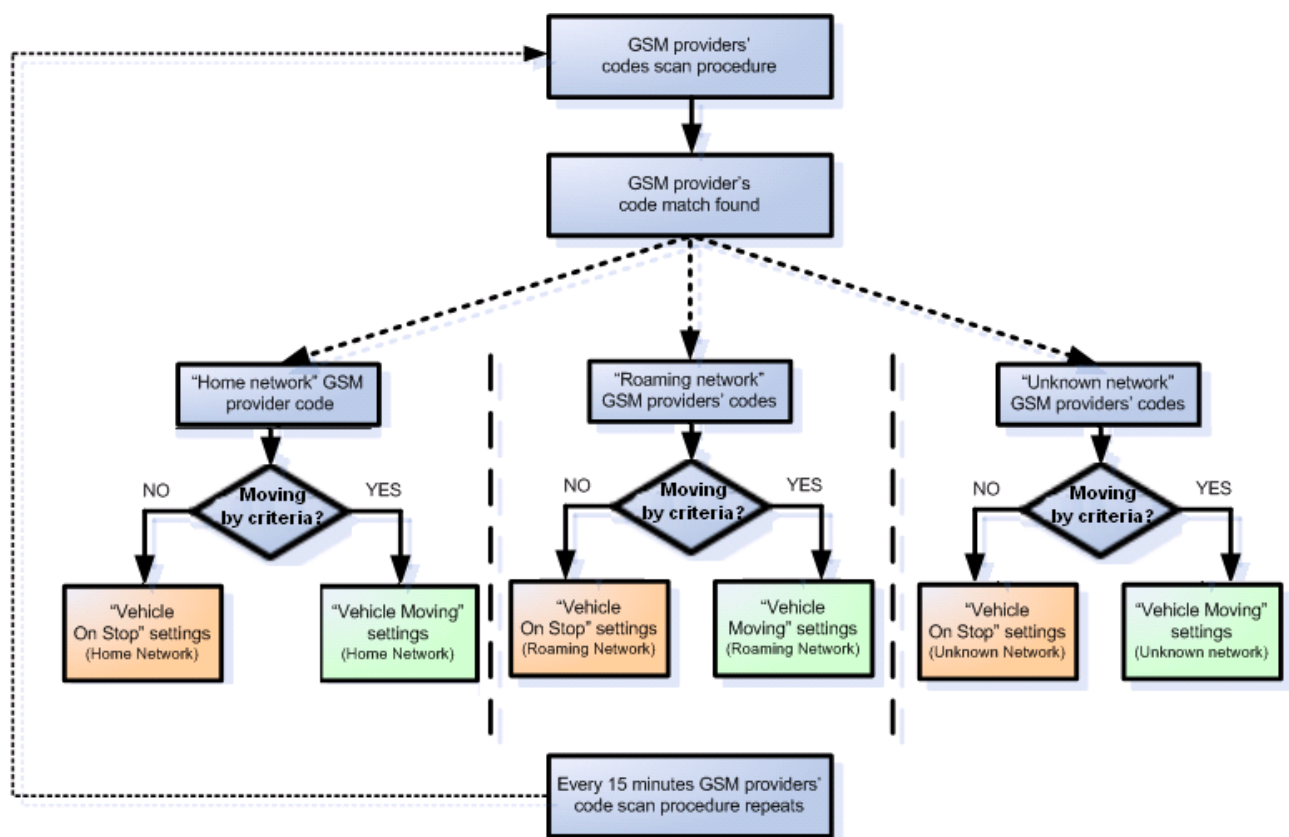 GSM providers'
codes scan procedure
GSM provider's
code match found
“Home network” GSM
provider code
“Roaming network”
GSM providers' codes
“Unknown network”
GSM providers' codes
NO
Moving
by criteria?
YES
NO
Moving
by criteria?
YES
NO
Moving
by criteria?
YES
“Vehicle
On Stop” settings
(Home Network)
“Vehicle Moving”
settings
(Home Network)
“Vehicle
On Stop” settings
(Roaming Network)
“Vehicle
Moving” settings
(Roaming Network)
“Vehicle
On Stop” settings
(Unknown Network)
“Vehicle Moving”
settings
(Unknown network)
Every 15 minutes GSM providers'
code scan procedure repeats